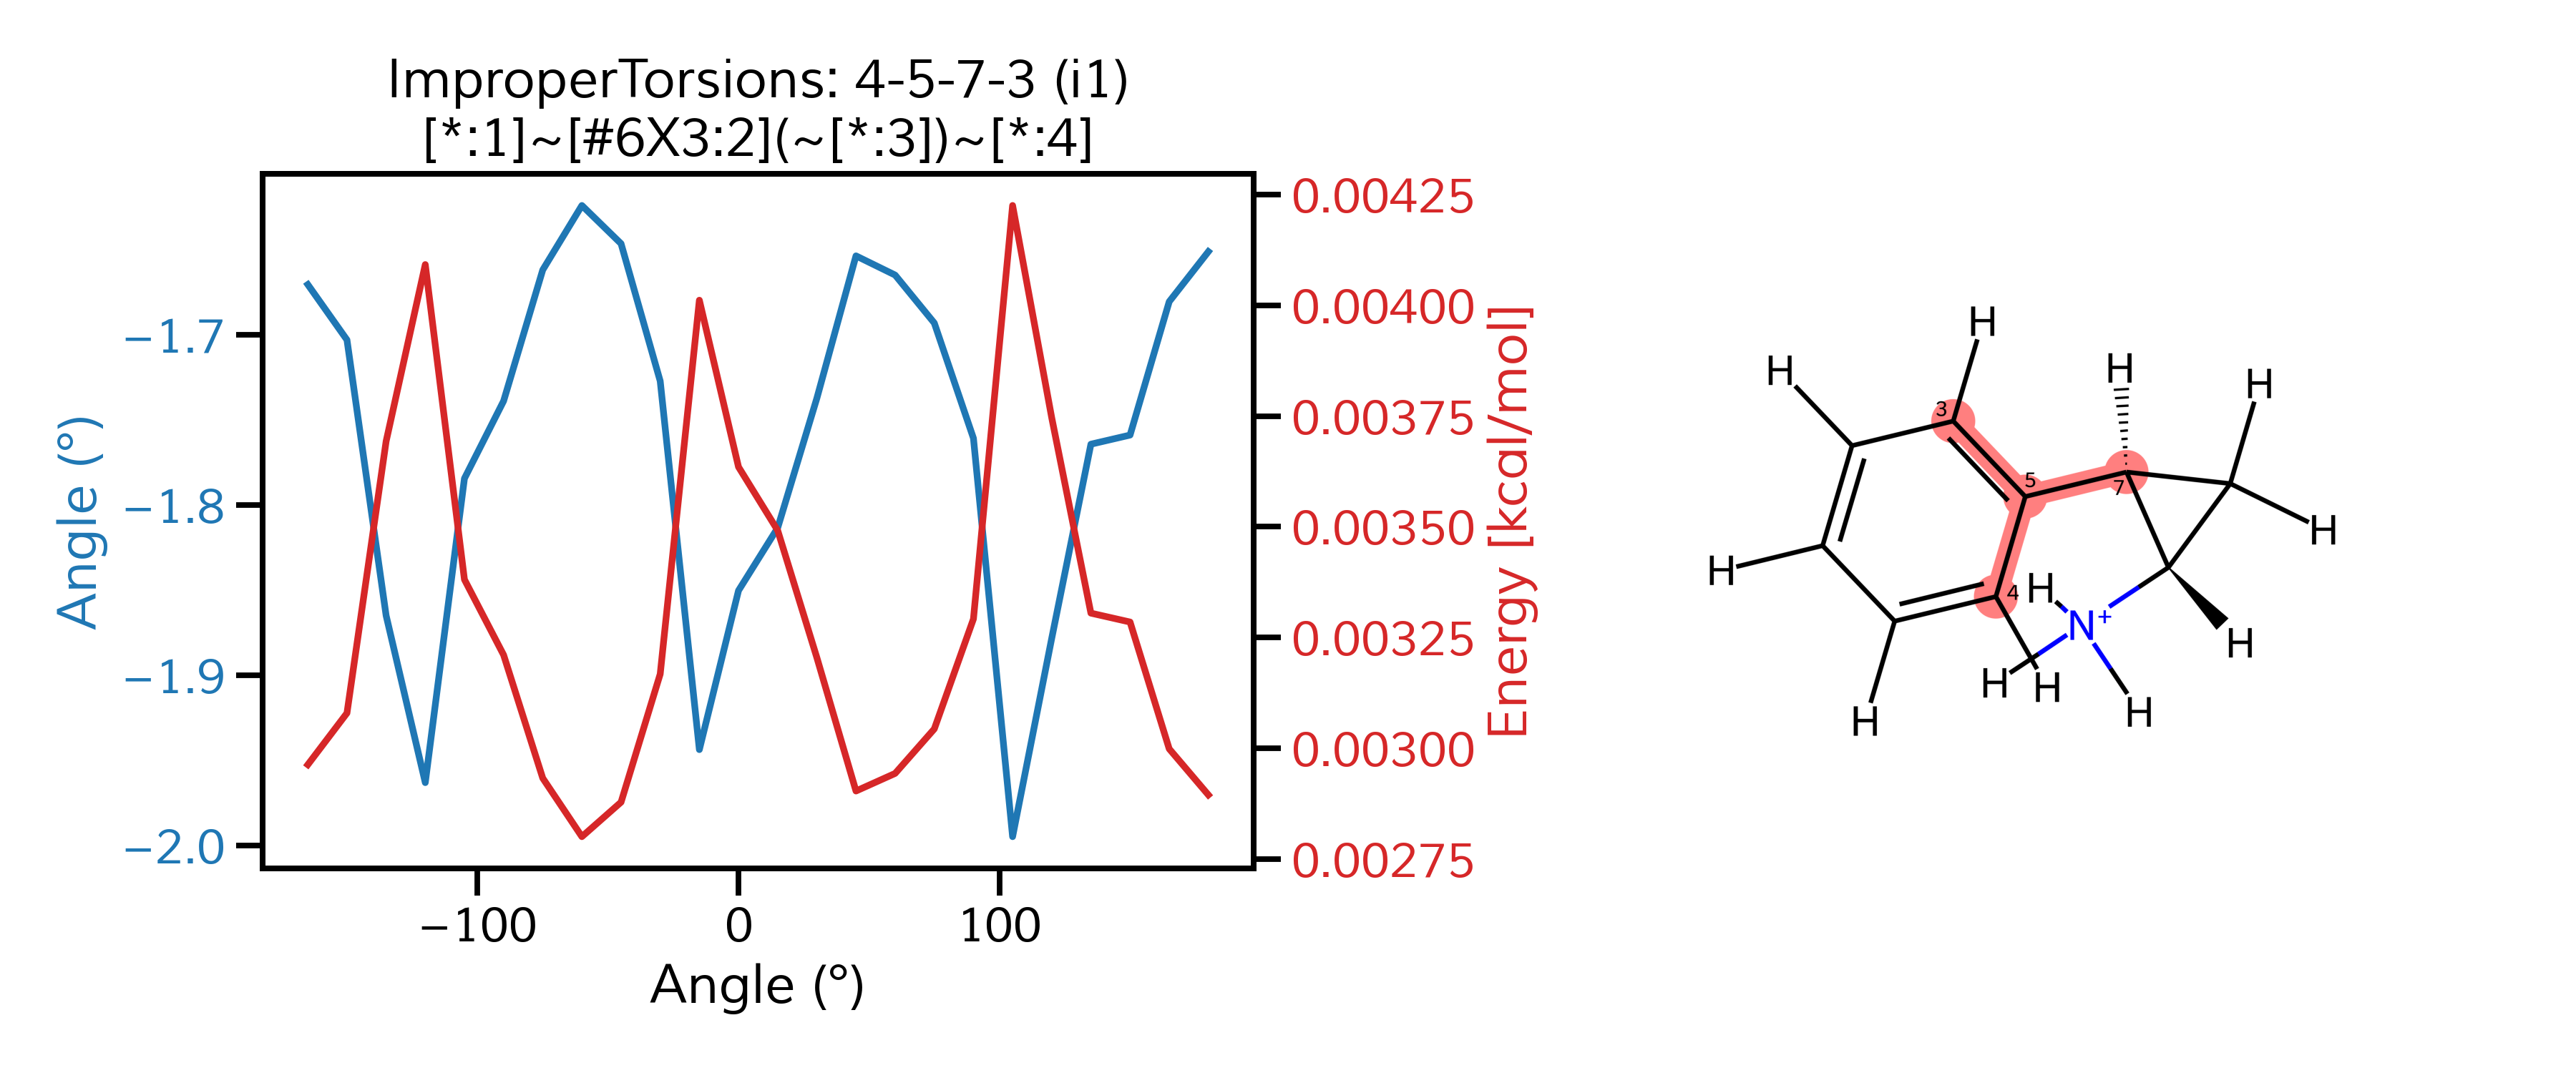 ImproperTorsions: 4-5-7-3 (i1)
[*:1]~[#6X3:2](~[*:3])~[*:4]
Angle (°)
−1.7
−1.8
−1.9
−2.0
0.00425
0.00400
0.00375
0.00350
0.00325
0.00300
0.00275
Energy [kcal/mol]
−100
0
100
Angle (°)
H
H
H
H
3
5
7
H
H
H
4
N+
H
H
H
H
H